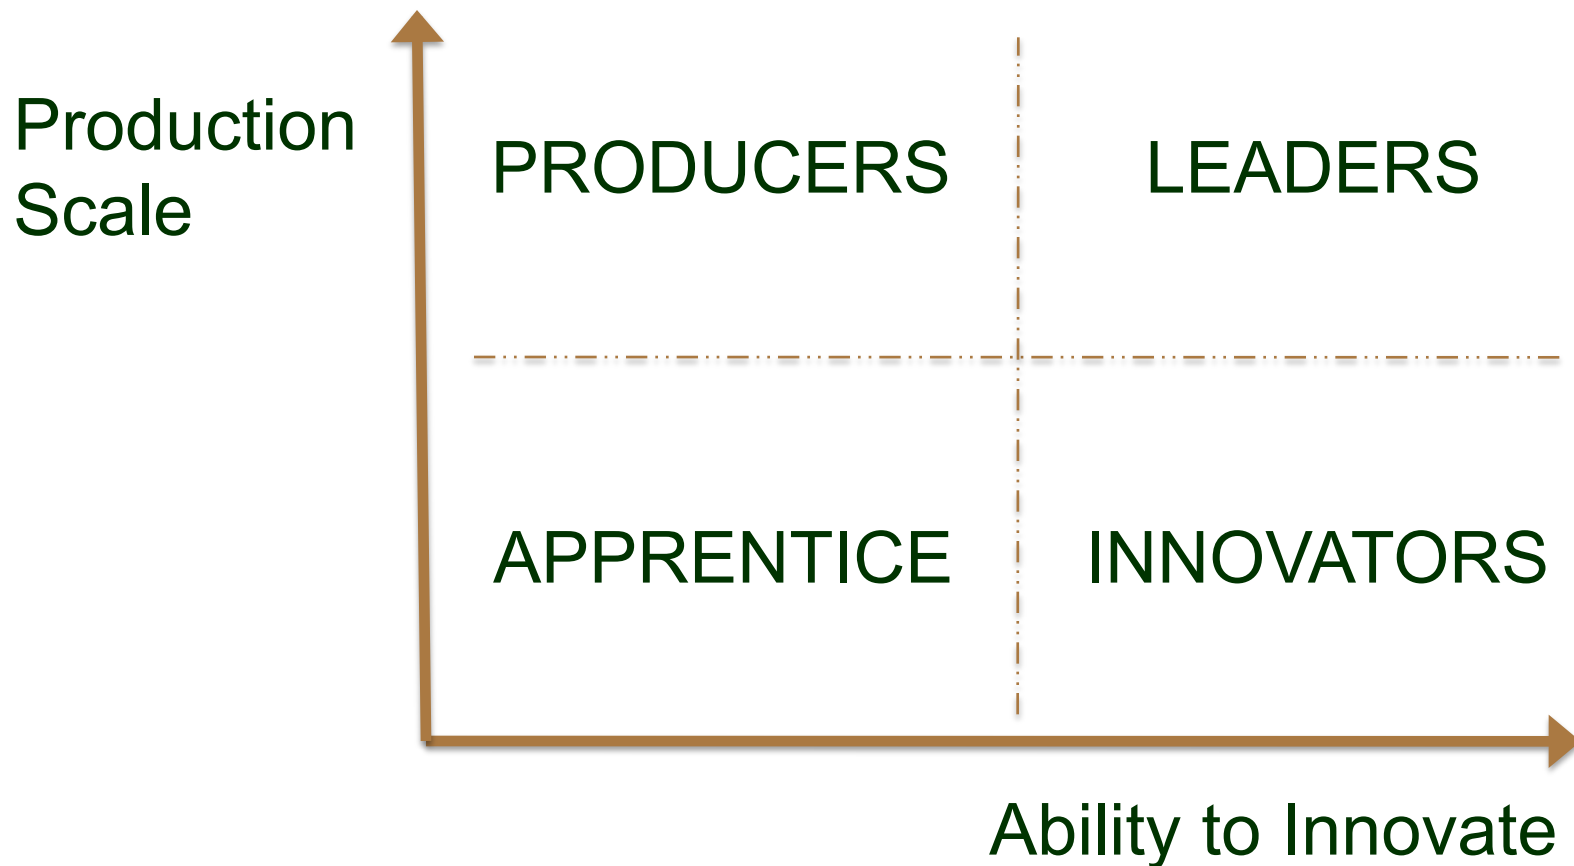 Production
Scale
PRODUCERS
LEADERS
APPRENTICE
INNOVATORS
Ability to Innovate